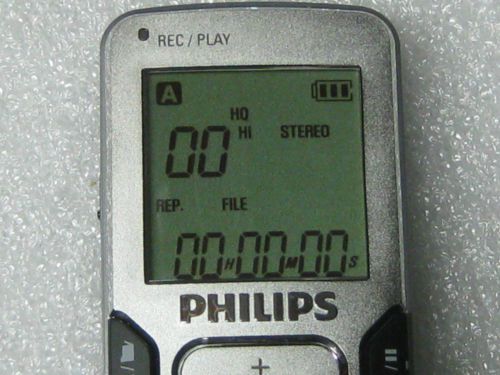 REC / PLAY
A
HQ
00 HI STEREO
REP. FILE
00H00M00S
PHILIPS
+